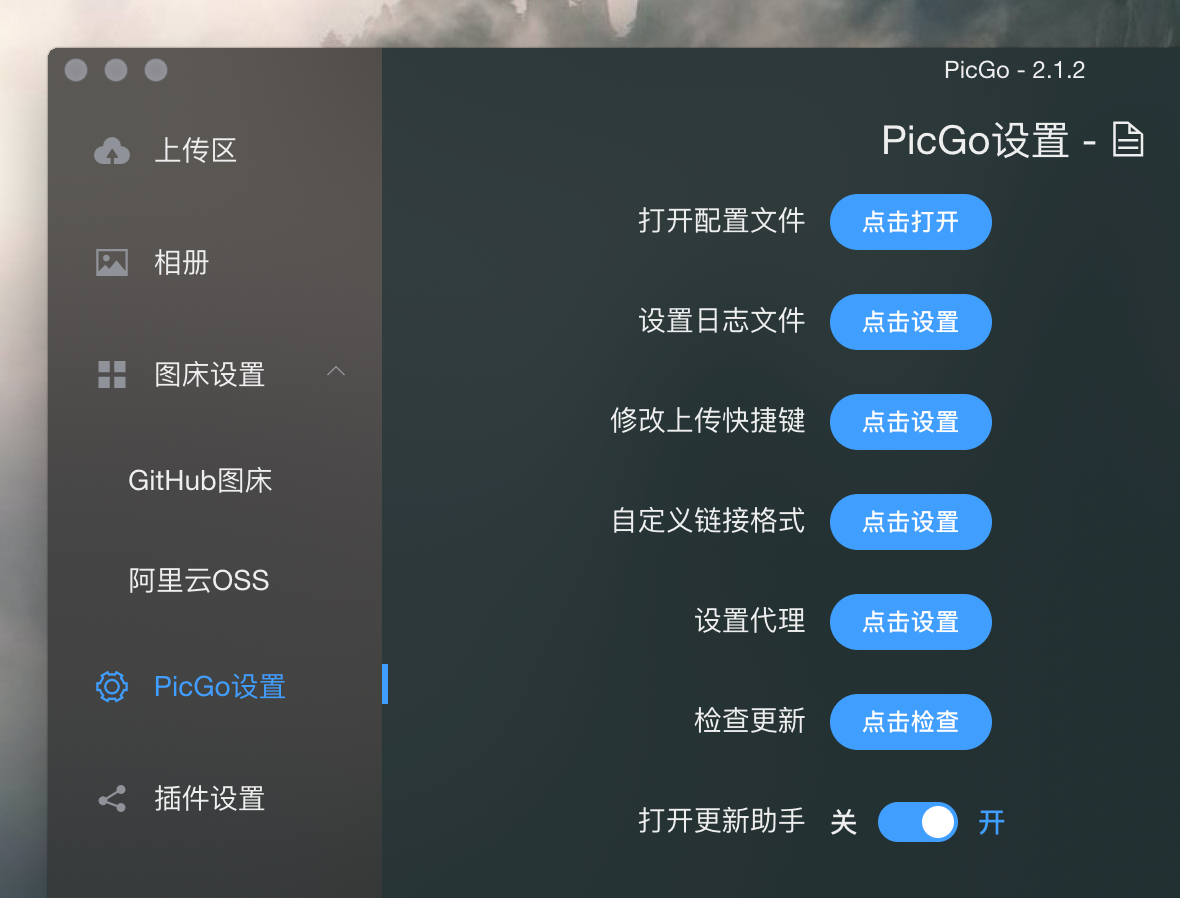 PicGo - 2.1.2
上传区
相册
图床设置
GitHub图床
阿里云OSS
PicGo设置
插件设置
PicGo设置 -
打开配置文件 点击打开
设置日志文件 点击设置
修改上传快捷键 点击设置
自定义链接格式 点击设置
设置代理 点击设置
检查更新 点击检查
打开更新助手 关 开